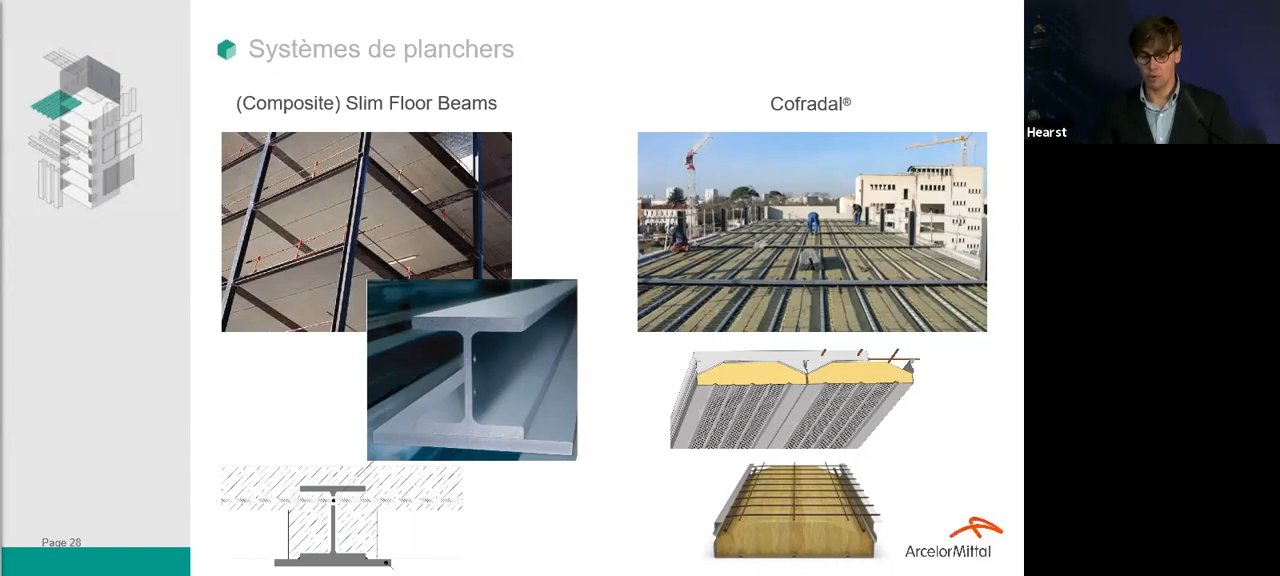 Systèmes de planchers
(Composite) Slim Floor Beams
Cofradal®
Hearst
ArcelorMittal
Page 28